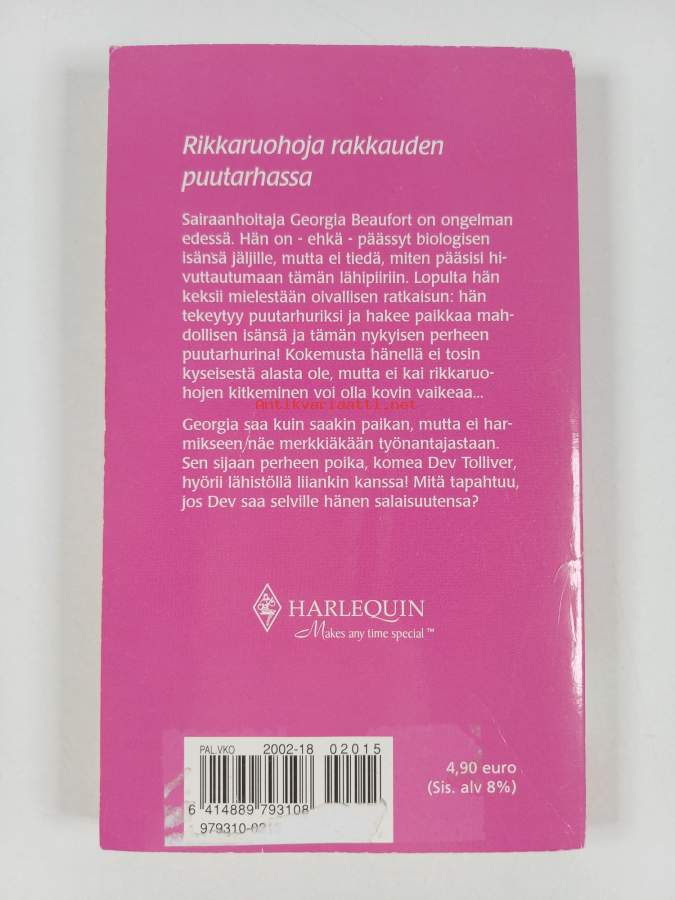 Rikkaruohoja rakkauden
puutarhassa
Sairaanhoitaja Georgia Beaufort on ongelman
edessä. Hän on - ehkä - päässyt biologisen
isänsä jäljille, mutta ei tiedä, miten pääsisi hi-
vuttautumaan tämän lähipiiriin. Lopulta hän
keksii mielestään oivallisen ratkaisun: hän
tekeytyy puutarhuriksi ja hakee paikkaa mah-
dollisen isänsä ja tämän nykyisen perheen
puutarhurina! Kokemusta hänellä ei tosin
kyseisestä alasta ole, mutta ei kai rikkaruo-
hojen kitkeminen voi olla kovin vaikeaa...
Antikvariaatti.net
Georgia saa kuin saakin paikan, mutta ei har-
mikseen näe merkkiäkään työnantajastaan.
Sen sijaan perheen poika, komea Dev Tolliver,
hyörii lähistöllä liiankin kanssa! Mitä tapahtuu,
jos Dev saa selville hänen salaisuutensa?
HARLEQUIN
Makes any time special ™
PAL.VKO 2002-18 02015
6 414889 793108
979310-02
4,90 euro
(Sis. alv 8%)